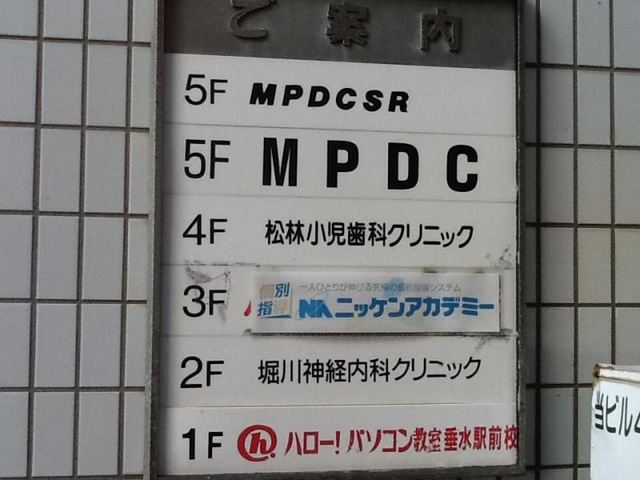 ご案内
5F MPDCSR
5F MPDC
4F 松林小児歯科クリニック
一人ひとりが伸びる究極の個別指導システム
3F 個別指導 NA ニッケンアカデミー
2F 堀川神経内科クリニック
1F h ハロー!パソコン教室垂水駅前校
当ビル